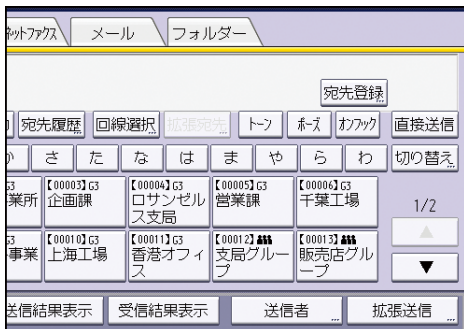 ネットファクス メール フォルダー
宛先登録
宛先履歴 回線選択 拡張宛先 トーン ポーズ オンフック 直接送信
か さ た な は ま や ら わ 切り替え
G3 【00003】G3 【00004】G3 【00005】G3 【00006】G3
業所 企画課 ロサンゼル 営業課 千葉工場
ス支局
1/2
G3 【00010】G3 【00011】G3 【00012】 【00013】
事業 上海工場 香港オフィ 支局グルー 販売店グル
ス プ ープ
送信結果表示 受信結果表示 送信者 拡張送信